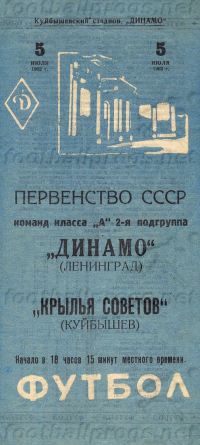 Куйбышевский стадион „ДИНАМО"
5 5
ИЮЛЯ ИЮЛЯ
1962 г. 1962 г.
Д
ПЕРВЕНСТВО СССР
команд класса „А" 2-я подгруппа
„ДИНАМО"
(ЛЕНИНГРАД)
„КРЫЛЬЯ СОВЕТОВ"
(КУЙБЫШЕВ)
Начало в 18 часов 15 минут местного времени.
ФУТБОЛ